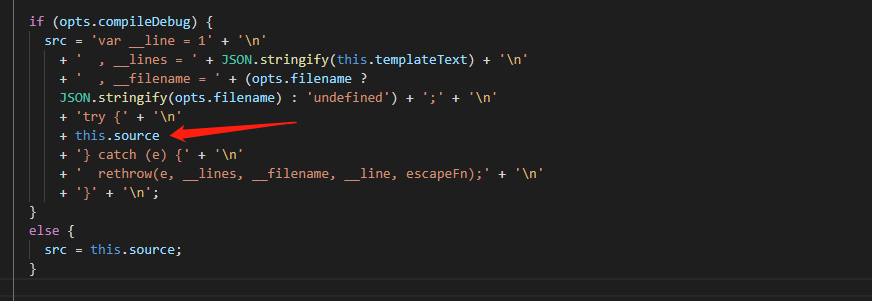 if (opts.compileDebug) {
  src = 'var __line = 1' + '\n'
    + '  , __lines = ' + JSON.stringify(this.templateText) + '\n'
    + '  , __filename = ' + (opts.filename ?
    JSON.stringify(opts.filename) : 'undefined') + ';' + '\n'
    + 'try {' + '\n'
    + this.source
    + '} catch (e) {' + '\n'
    + '  rethrow(e, __lines, __filename, __line, escapeFn);' + '\n'
    + '}' + '\n';
}
else {
  src = this.source;
}